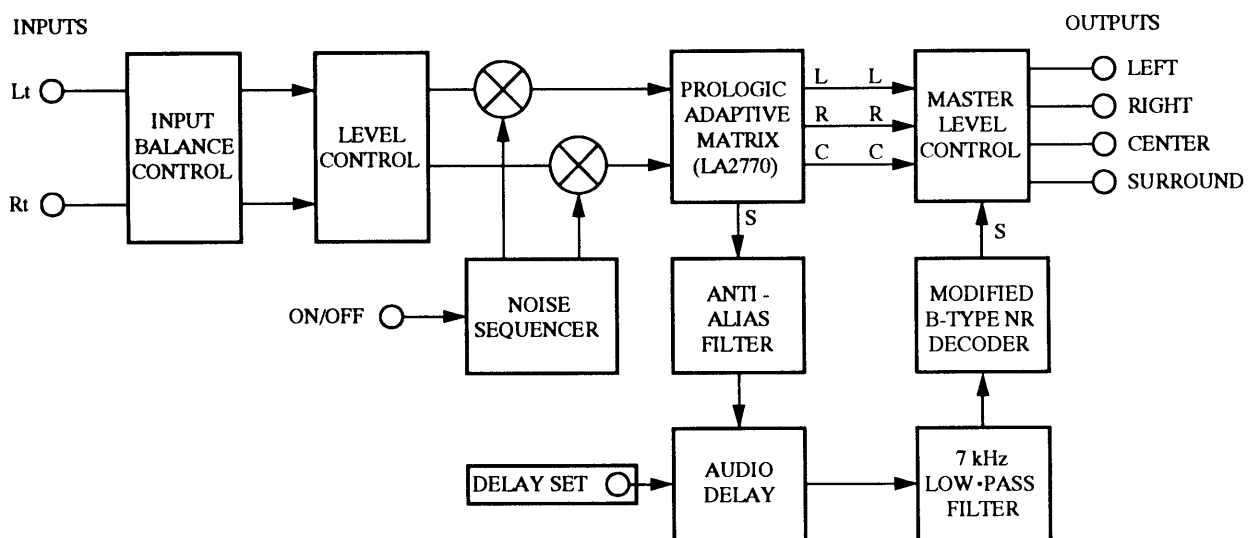 INPUTS
OUTPUTS
Lt
Rt
INPUT
BALANCE
CONTROL
LEVEL
CONTROL
PROLOGIC
ADAPTIVE
MATRIX
(LA2770)
L L
R R
C C
MASTER
LEVEL
CONTROL
LEFT
RIGHT
CENTER
SURROUND
S
S
ON/OFF
NOISE
SEQUENCER
ANTI -
ALIAS
FILTER
MODIFIED
B-TYPE NR
DECODER
DELAY SET
AUDIO
DELAY
7 kHz
LOW·PASS
FILTER